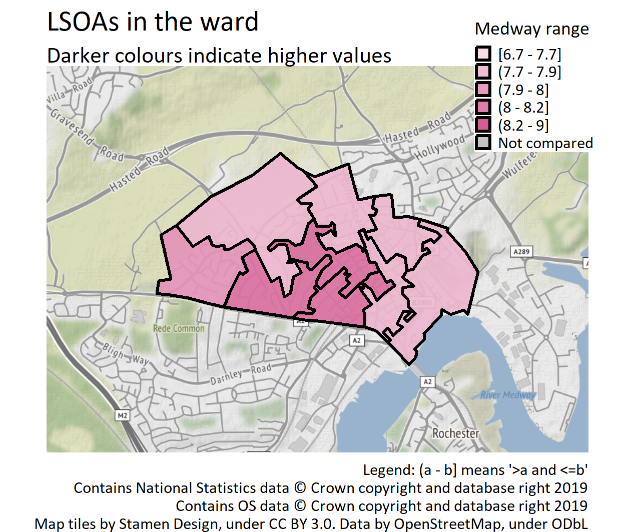 LSOAs in the ward
Darker colours indicate higher values
Medway range
[6.7 - 7.7]
(7.7 - 7.9]
(7.9 - 8]
(8 - 8.2]
(8.2 - 9]
Not compared
Villa Road
Gravesend Road
Hasted Road
Hasted Road
Hollywood
Wulfere
A289
Rede Common
A2
A2
Bligh Way
Darnley Road
A2
M2
River Medway
Rochester
Legend: (a - b] means '>a and <=b'
Contains National Statistics data © Crown copyright and database right 2019
Contains OS data © Crown copyright and database right 2019
Map tiles by Stamen Design, under CC BY 3.0. Data by OpenStreetMap, under ODbL